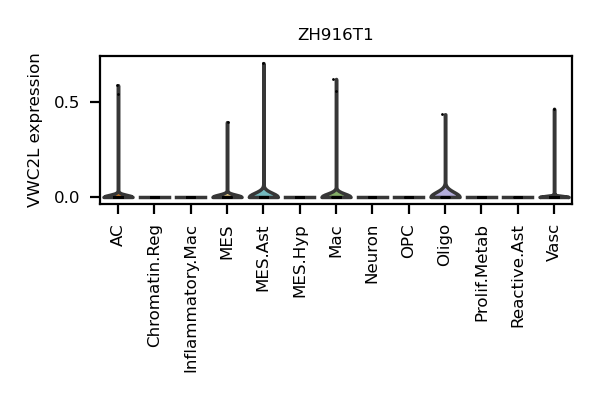 ZH916T1
VWC2L expression
0.5
0.0
AC
Chromatin.Reg
Inflammatory.Mac
MES
MES.Ast
MES.Hyp
Mac
Neuron
OPC
Oligo
Prolif.Metab
Reactive.Ast
Vasc